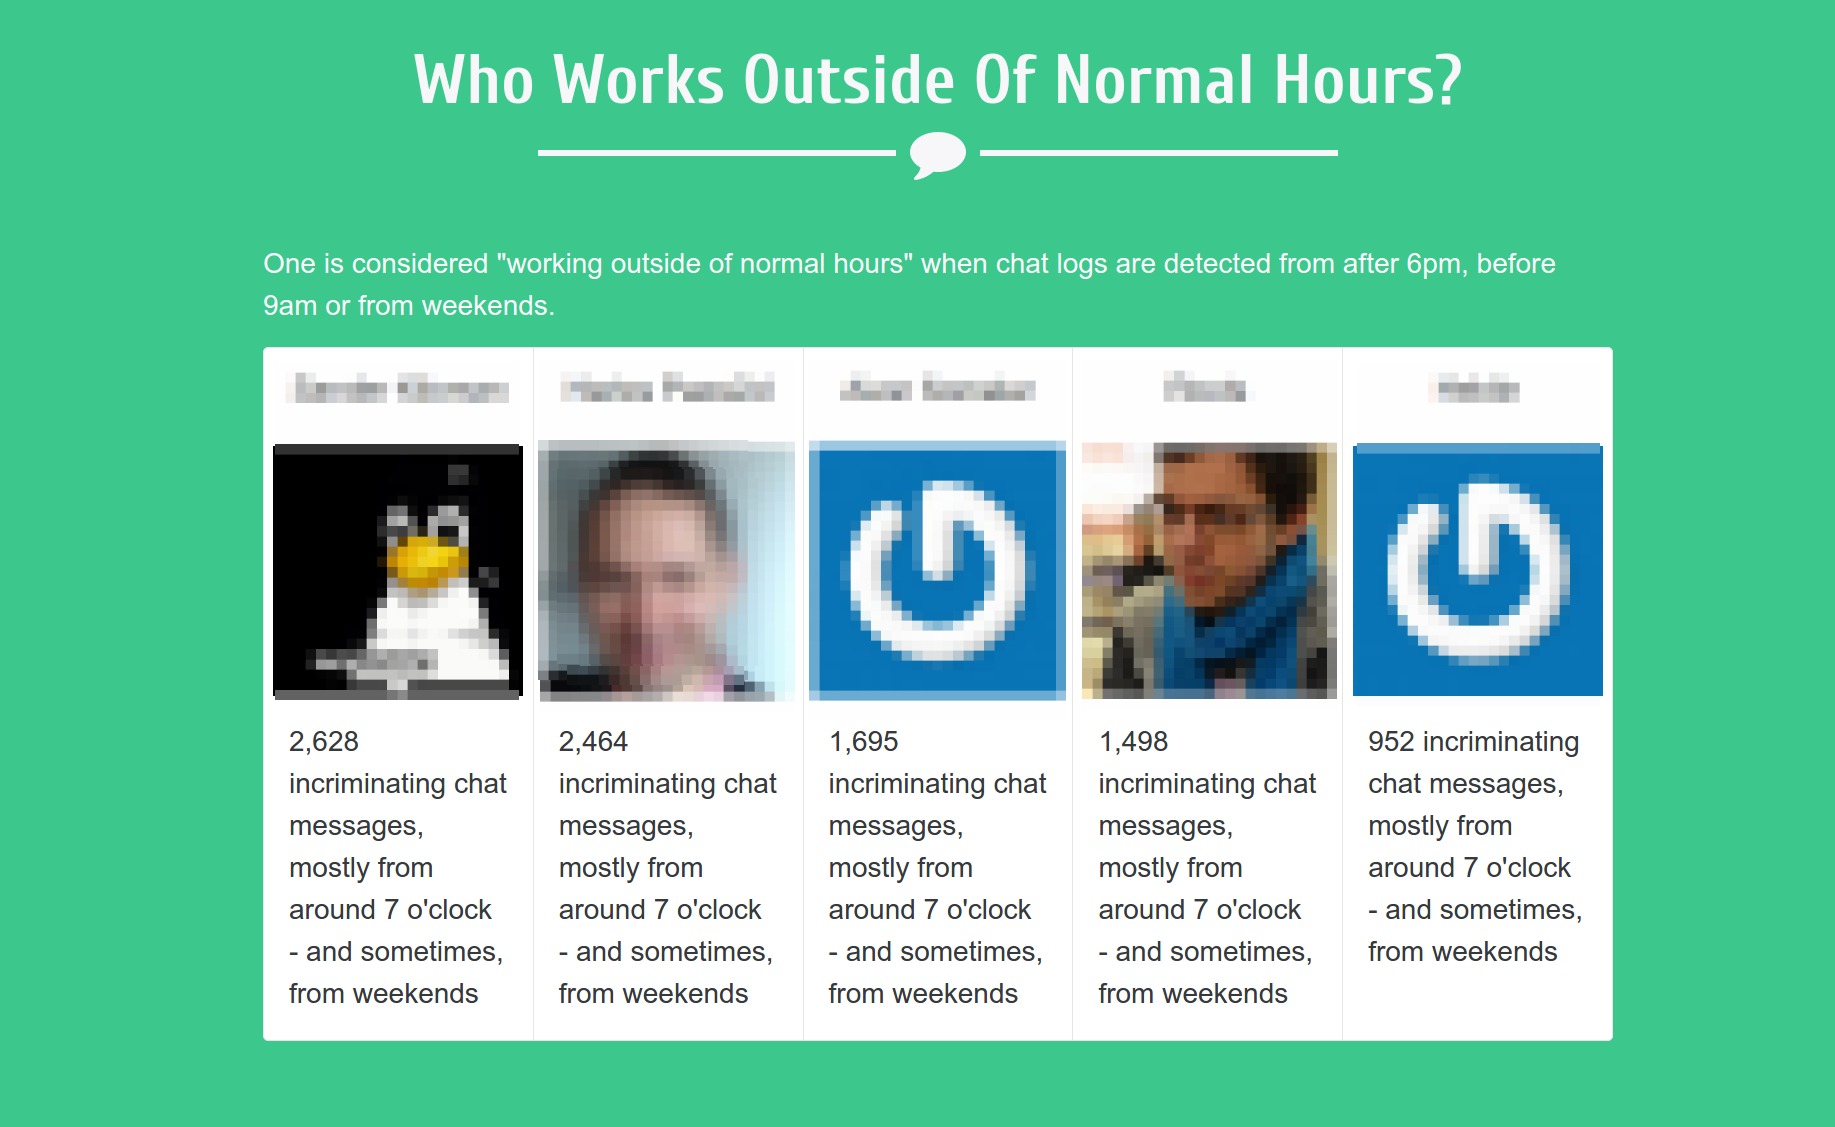 Who Works Outside Of Normal Hours?
One is considered "working outside of normal hours" when chat logs are detected from after 6pm, before
9am or from weekends.
2,628
incriminating chat
messages,
mostly from
around 7 o'clock
- and sometimes,
from weekends
2,464
incriminating chat
messages,
mostly from
around 7 o'clock
- and sometimes,
from weekends
1,695
incriminating chat
messages,
mostly from
around 7 o'clock
- and sometimes,
from weekends
1,498
incriminating chat
messages,
mostly from
around 7 o'clock
- and sometimes,
from weekends
952 incriminating
chat messages,
mostly from
around 7 o'clock
- and sometimes,
from weekends